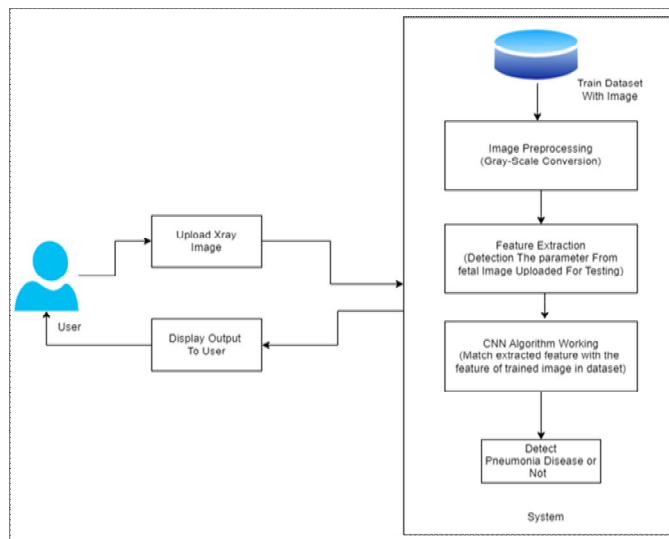 Train Dataset
With Image
Image Preprocessing
(Gray-Scale Conversion)
Upload Xray
Image
Feature Extraction
(Detection The parameter From
fetal Image Uploaded For Testing)
User
Display Output
To User
CNN Algorithm Working
(Match extracted feature with the
feature of trained image in dataset)
Detect
Pneumonia Disease or
Not
System